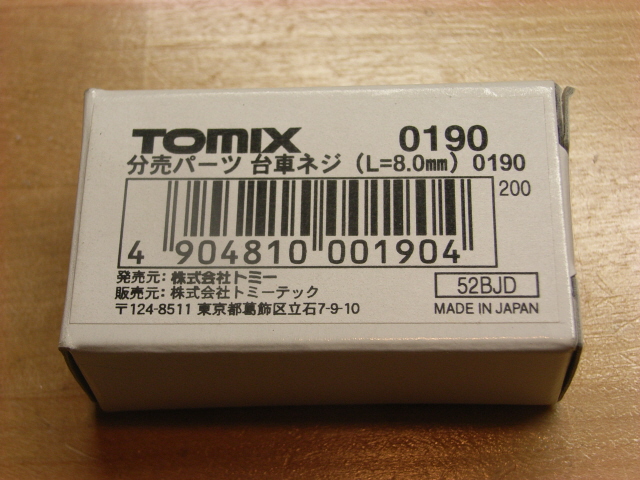 TOMIX 0190
分売パーツ 台車ネジ (L=8.0mm) 0190
200
4 904810 001904
発売元: 株式会社トミー
販売元: 株式会社トミーテック
52BJD
〒124-8511 東京都葛飾区立石7-9-10
MADE IN JAPAN